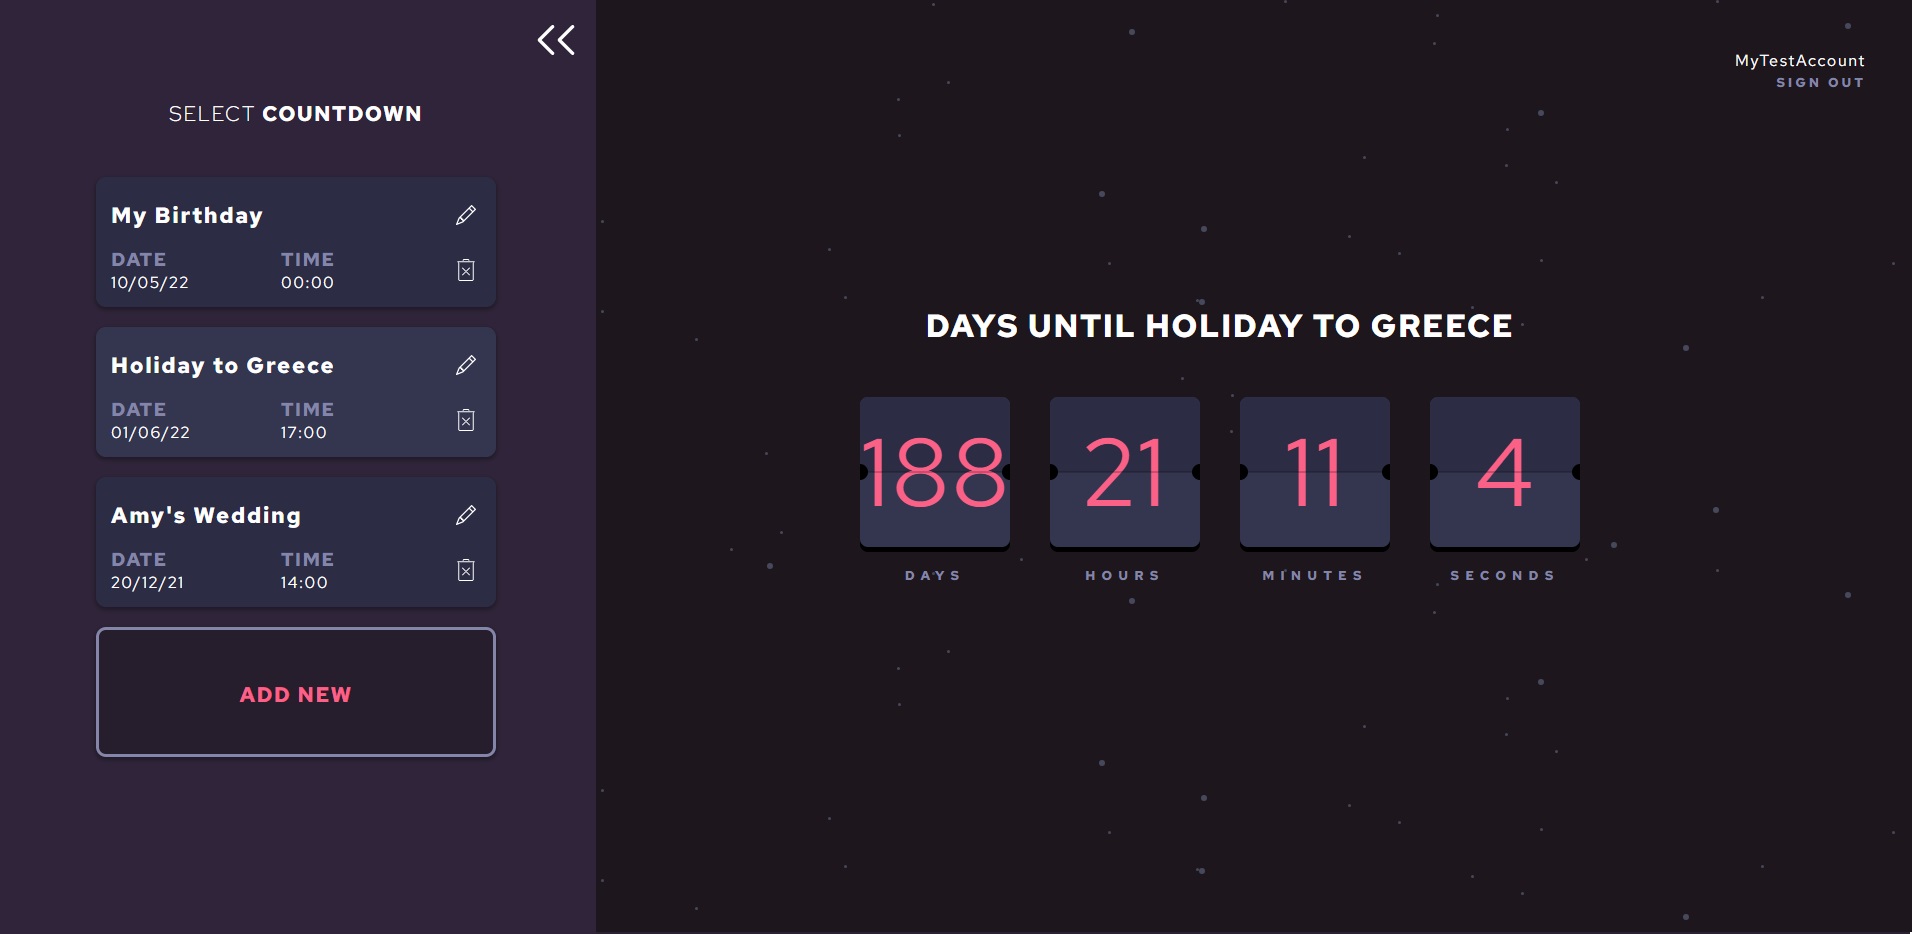 SELECT COUNTDOWN
My Birthday
DATE TIME
10/05/22 00:00
Holiday to Greece
DATE TIME
01/06/22 17:00
Amy's Wedding
DATE TIME
20/12/21 14:00
ADD NEW
MyTestAccount
SIGN OUT
DAYS UNTIL HOLIDAY TO GREECE
188 21 11 4
DAYS HOURS MINUTES SECONDS